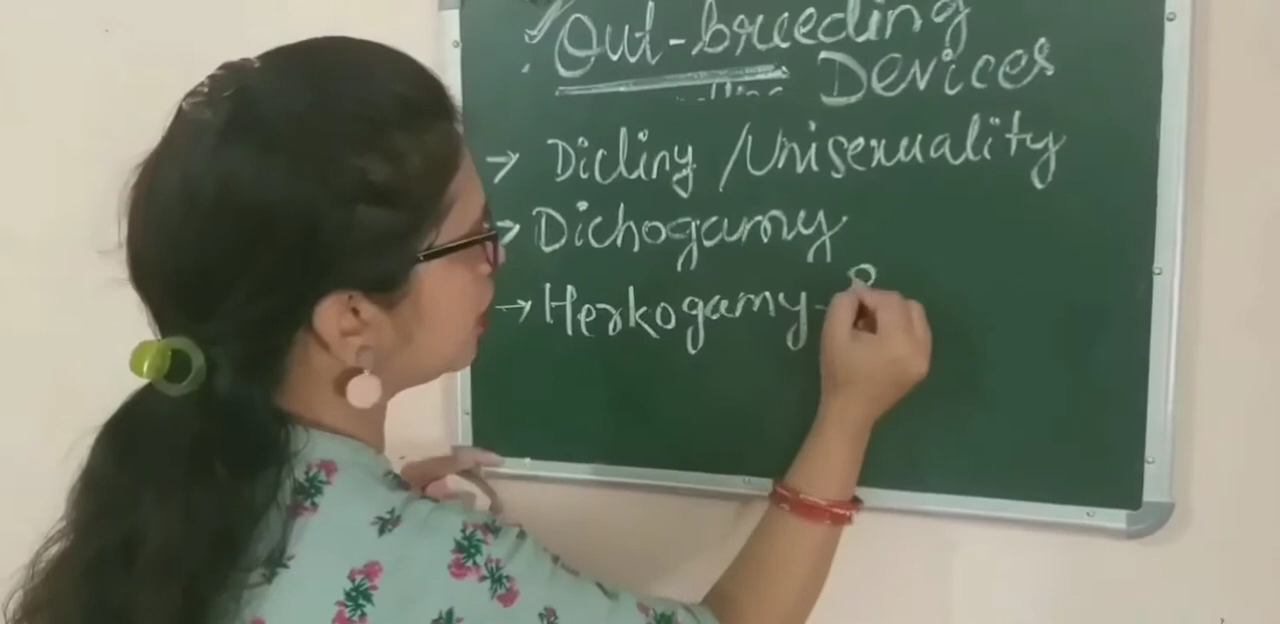 Out-breeding
Devices
→ Dicliny /Unisexuality
→ Dichogamy
→ Herkogamy-